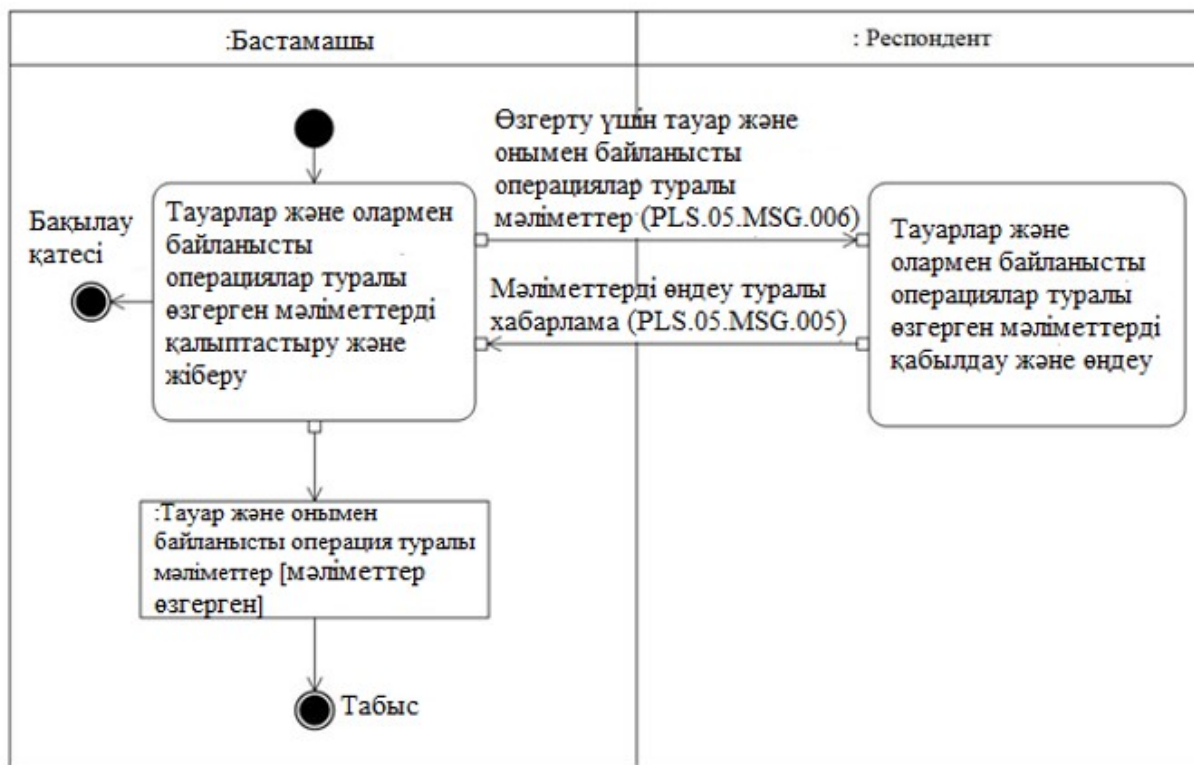 :Бастамашы
: Респондент
Өзгерту үшін тауар және
онымен байланысты
операциялар туралы
мәліметтер (PLS.05.MSG.006)
Бақылау
қатесі
Тауарлар және олармен
байланысты
операциялар туралы
өзгерген мәліметтерді
қалыптастыру және
жіберу
Мәліметтерді өңдеу туралы
хабарлама (PLS.05.MSG.005)
Тауарлар және
олармен байланысты
операциялар туралы
өзгерген мәліметтерді
қабылдау және өңдеу
:Тауар және онымен
байланысты операция туралы
мәліметтер [мәліметтер
өзгерген]
Табыс